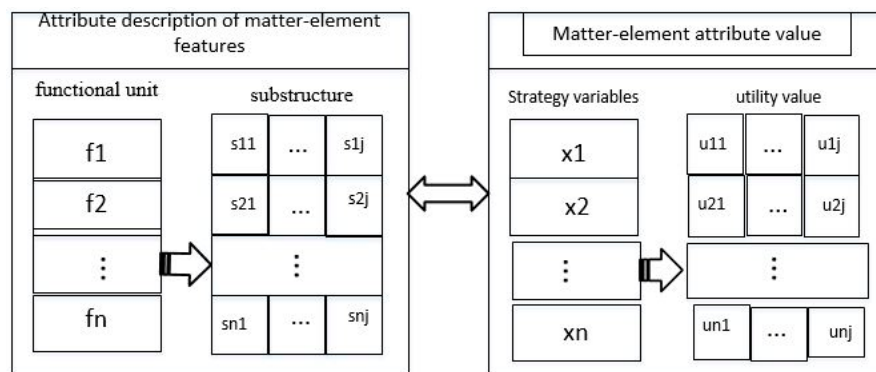 Attribute description of matter-element
features
Matter-element attribute value
functional unit
substructure
f1
s11 ... s1j
f2
s21 ... s2j
⋮
⋮
fn
sn1 ... snj
Strategy variables
utility value
x1
u11 ... u1j
x2
u21 ... u2j
⋮
⋮
xn
un1 ... unj